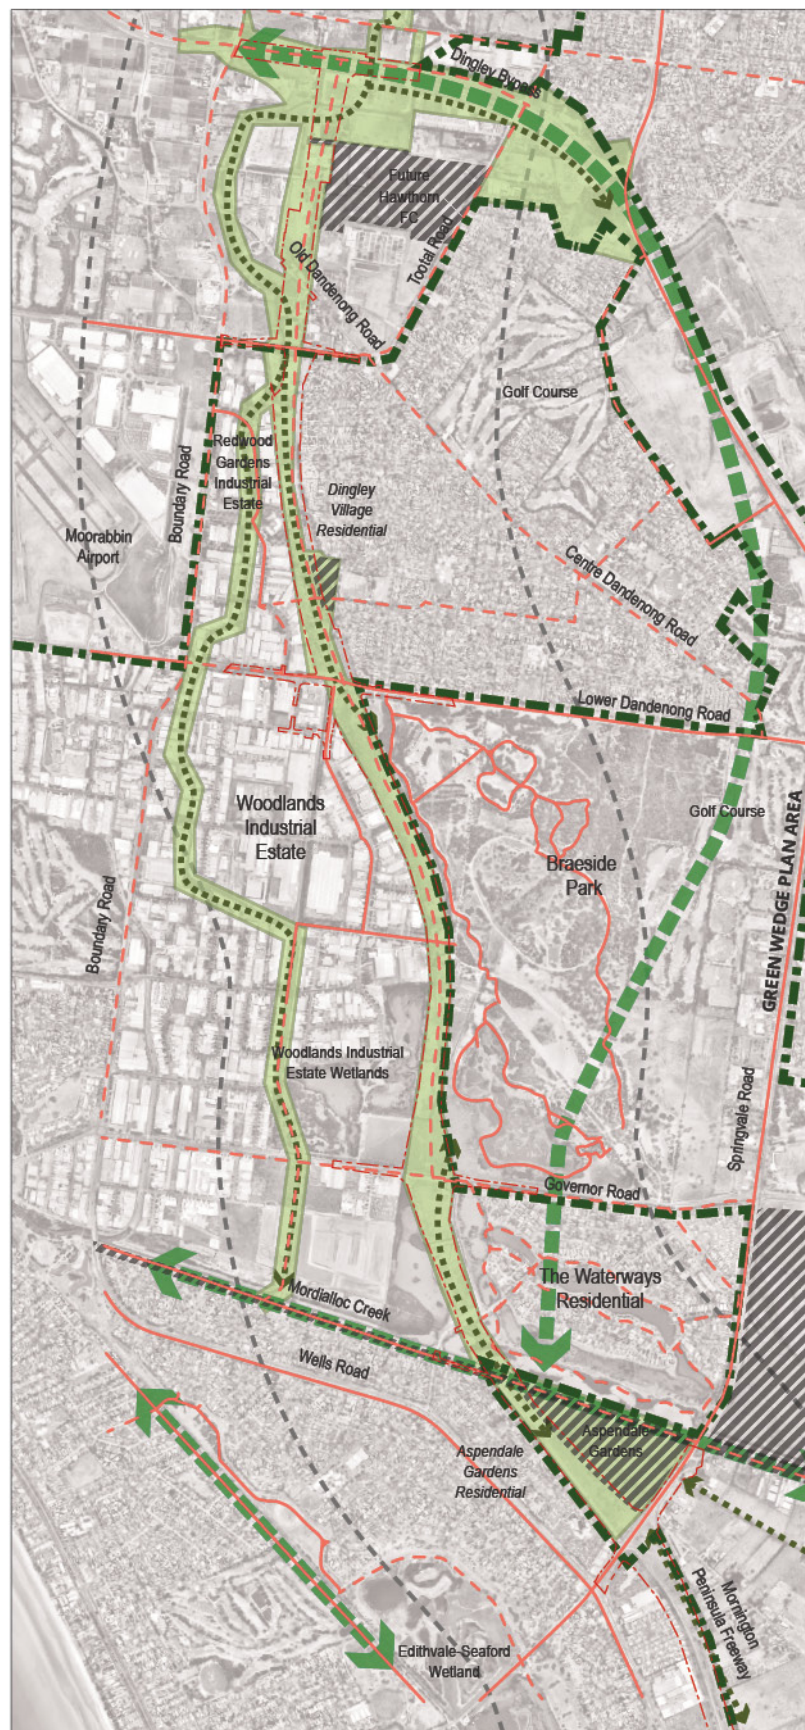 Dingley Bypass
Future
Hawthorn
FC
Tootal Road
Old Dandenong Road
Golf Course
Redwood
Gardens
Industrial
Estate
Boundary Road
Dingley
Village
Residential
Moorabbin
Airport
Centre Dandenong Road
Lower Dandenong Road
Woodlands
Industrial
Estate
Golf Course
GREEN WEDGE PLAN AREA
Braeside
Park
Boundary Road
Woodlands Industrial
Estate Wetlands
Springvale Road
Governor Road
The Waterways
Residential
Mordialloc Creek
Wells Road
Aspendale
Gardens
Aspendale
Gardens
Residential
Mornington
Peninsula Freeway
Edithvale-Seaford
Wetland